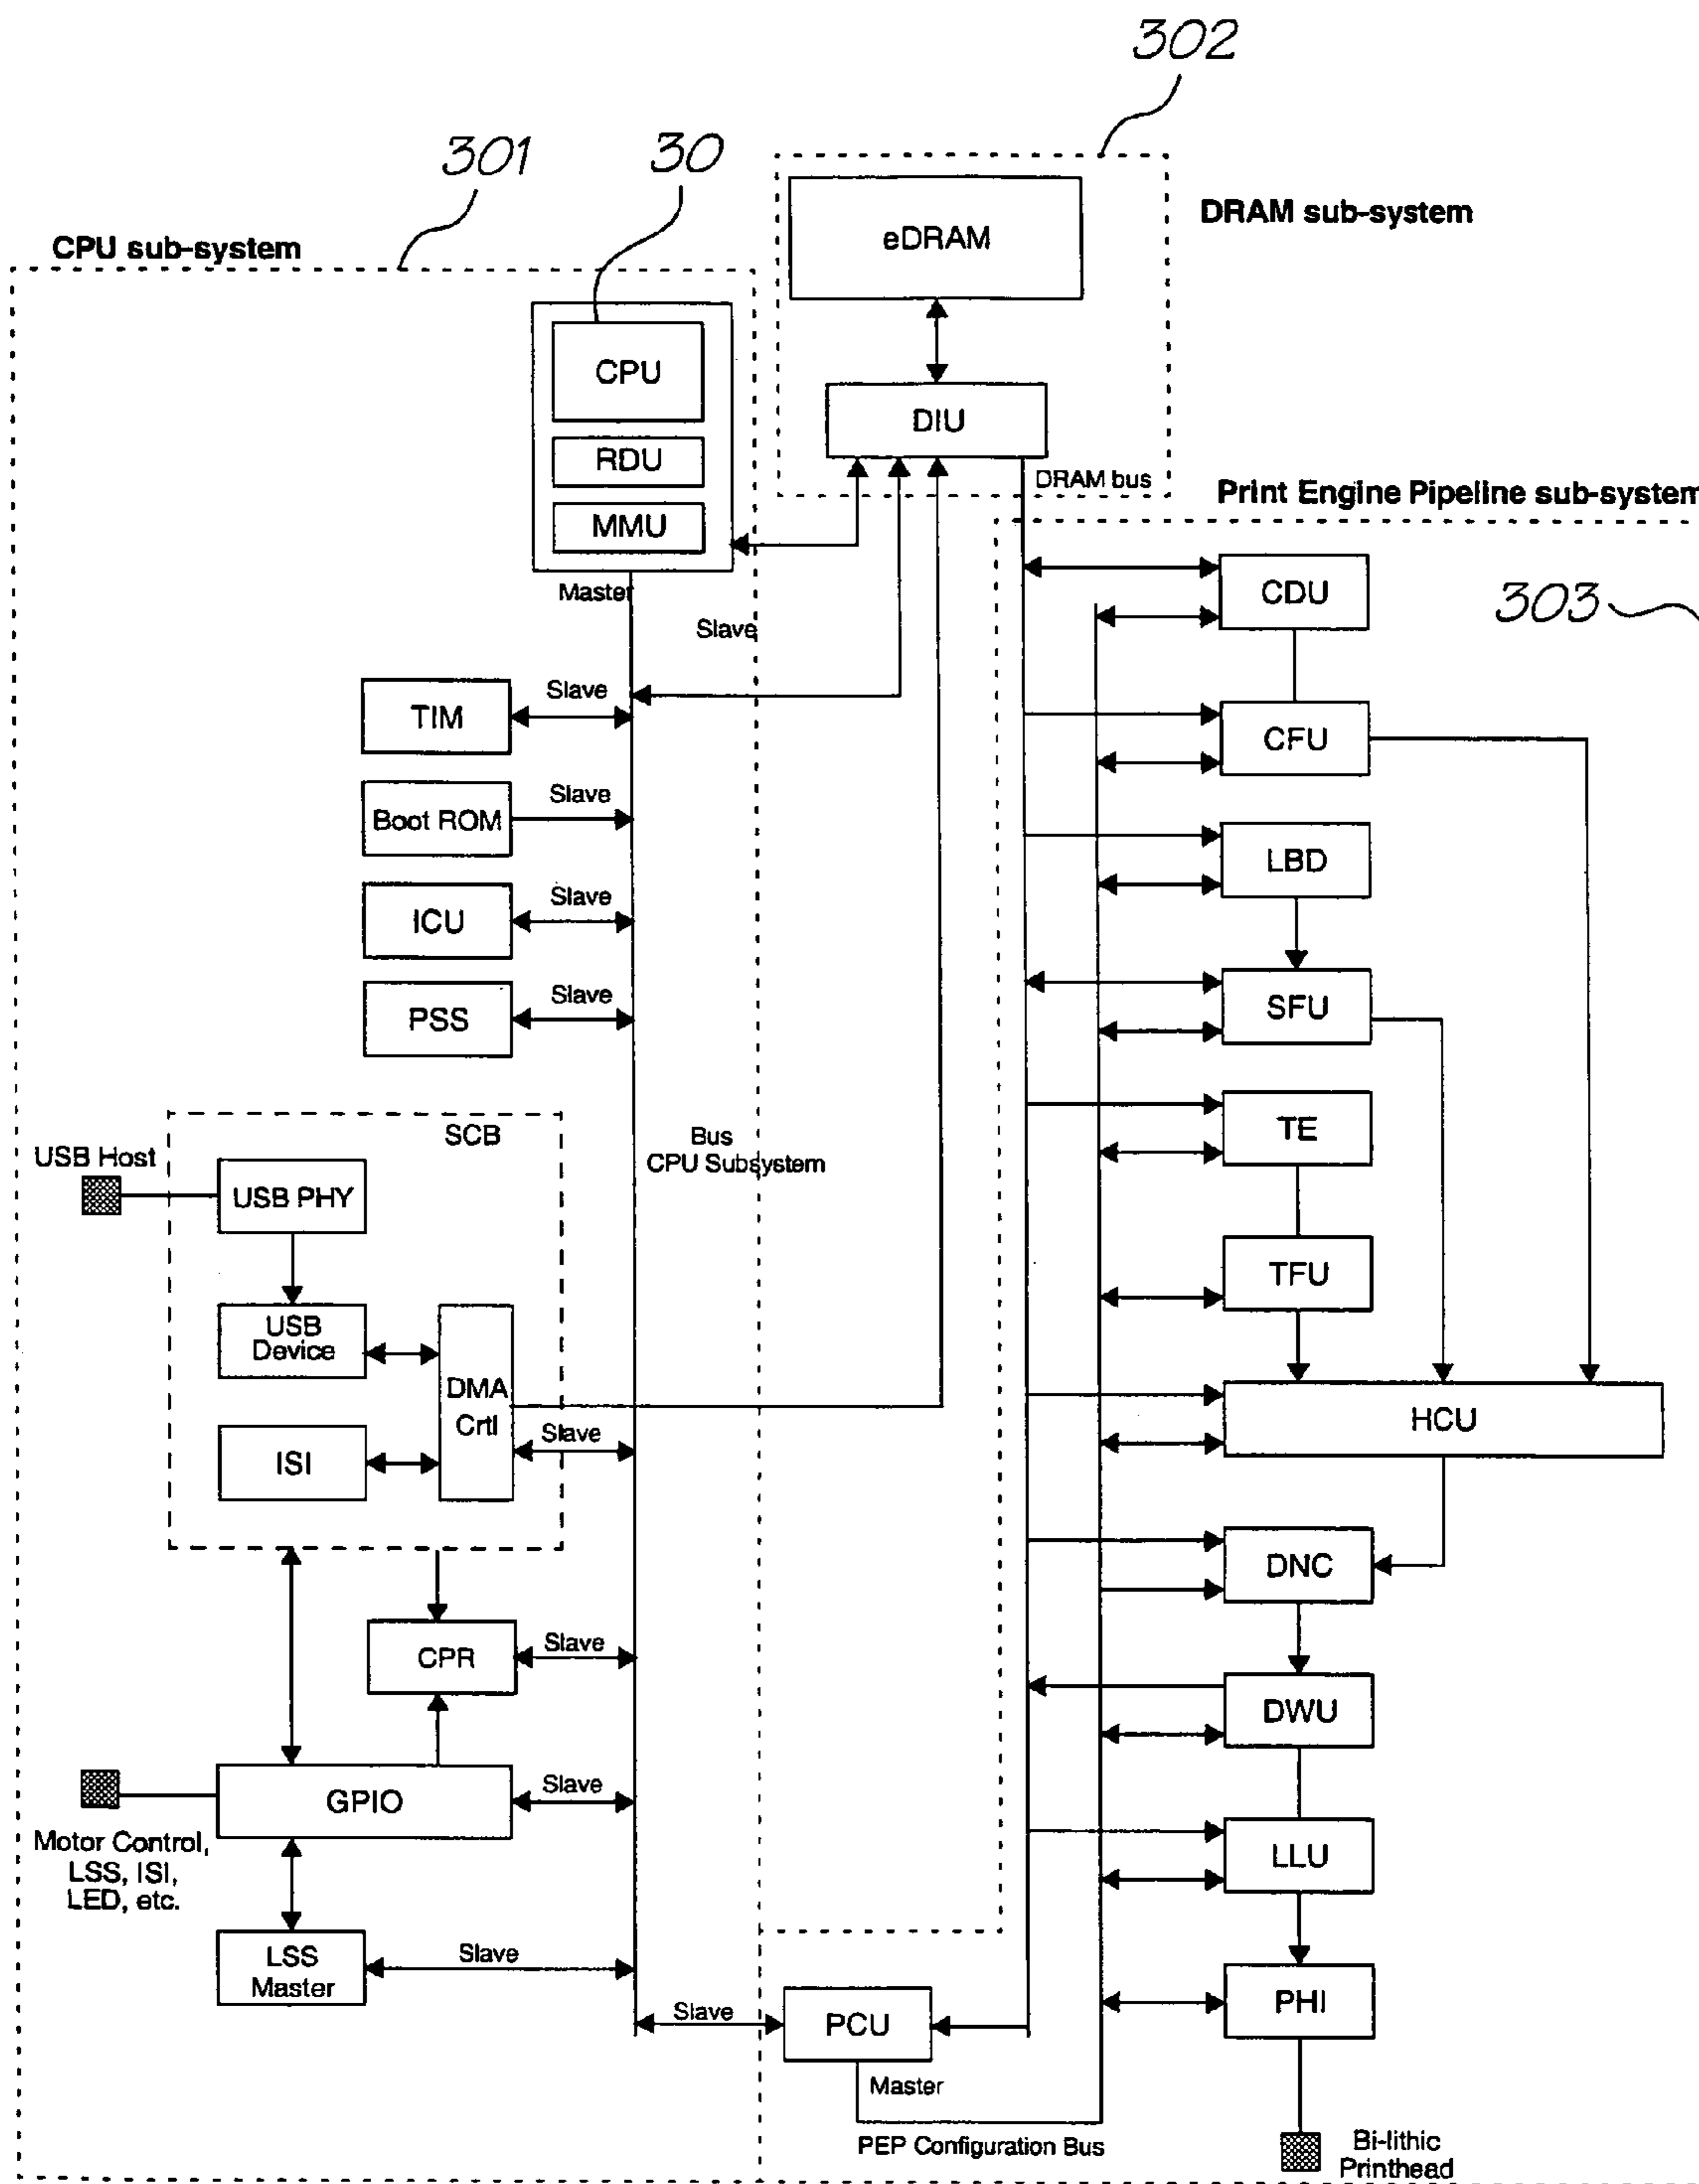 302
301
30
DRAM sub-system
CPU sub-system
eDRAM
CPU
DIU
RDU
DRAM bus
Print Engine Pipeline sub-system
MMU
CDU
303
Master
Slave
TIM
Slave
CFU
Boot ROM
Slave
LBD
ICU
Slave
PSS
Slave
SFU
SCB
TE
Bus
CPU Subsystem
USB Host
USB PHY
TFU
USB
Device
DMA
Crtl
HCU
Slave
ISI
DNC
CPR
Slave
DWU
GPIO
Slave
Motor Control,
LSS, ISI,
LED, etc.
LLU
LSS
Master
Slave
PHI
Slave
PCU
Master
PEP Configuration Bus
Bi-lithic
Printhead